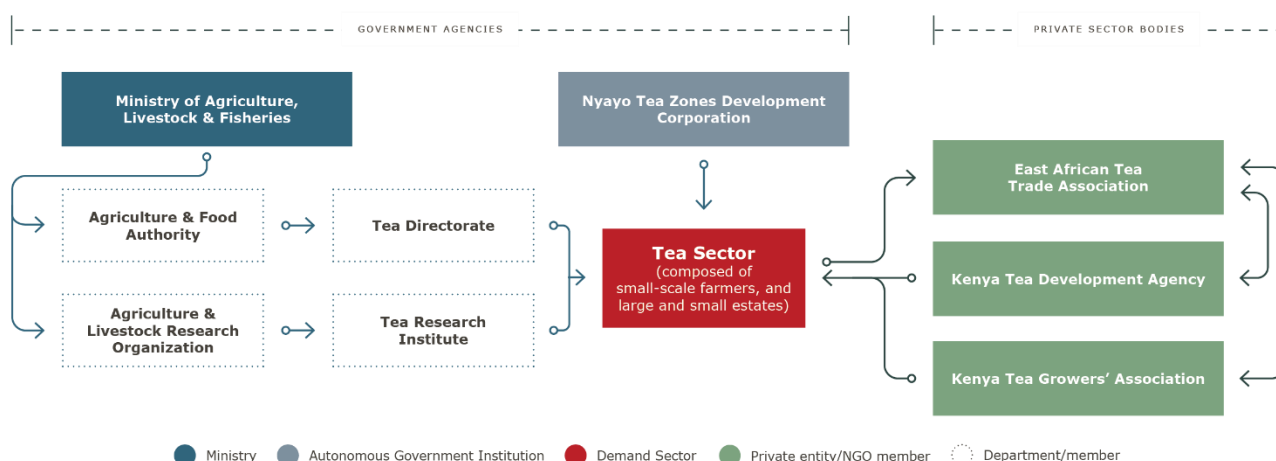 GOVERNMENT AGENCIES
PRIVATE SECTOR BODIES
Ministry of Agriculture,
Livestock & Fisheries
Nyayo Tea Zones Development
Corporation
East African Tea
Trade Association
Agriculture & Food
Authority
Tea Directorate
Tea Sector
(composed of
small-scale farmers, and
large and small estates)
Kenya Tea Development Agency
Agriculture &
Livestock Research
Organization
Tea Research
Institute
Kenya Tea Growers’ Association
Ministry
Autonomous Government Institution
Demand Sector
Private entity/NGO member
Department/member